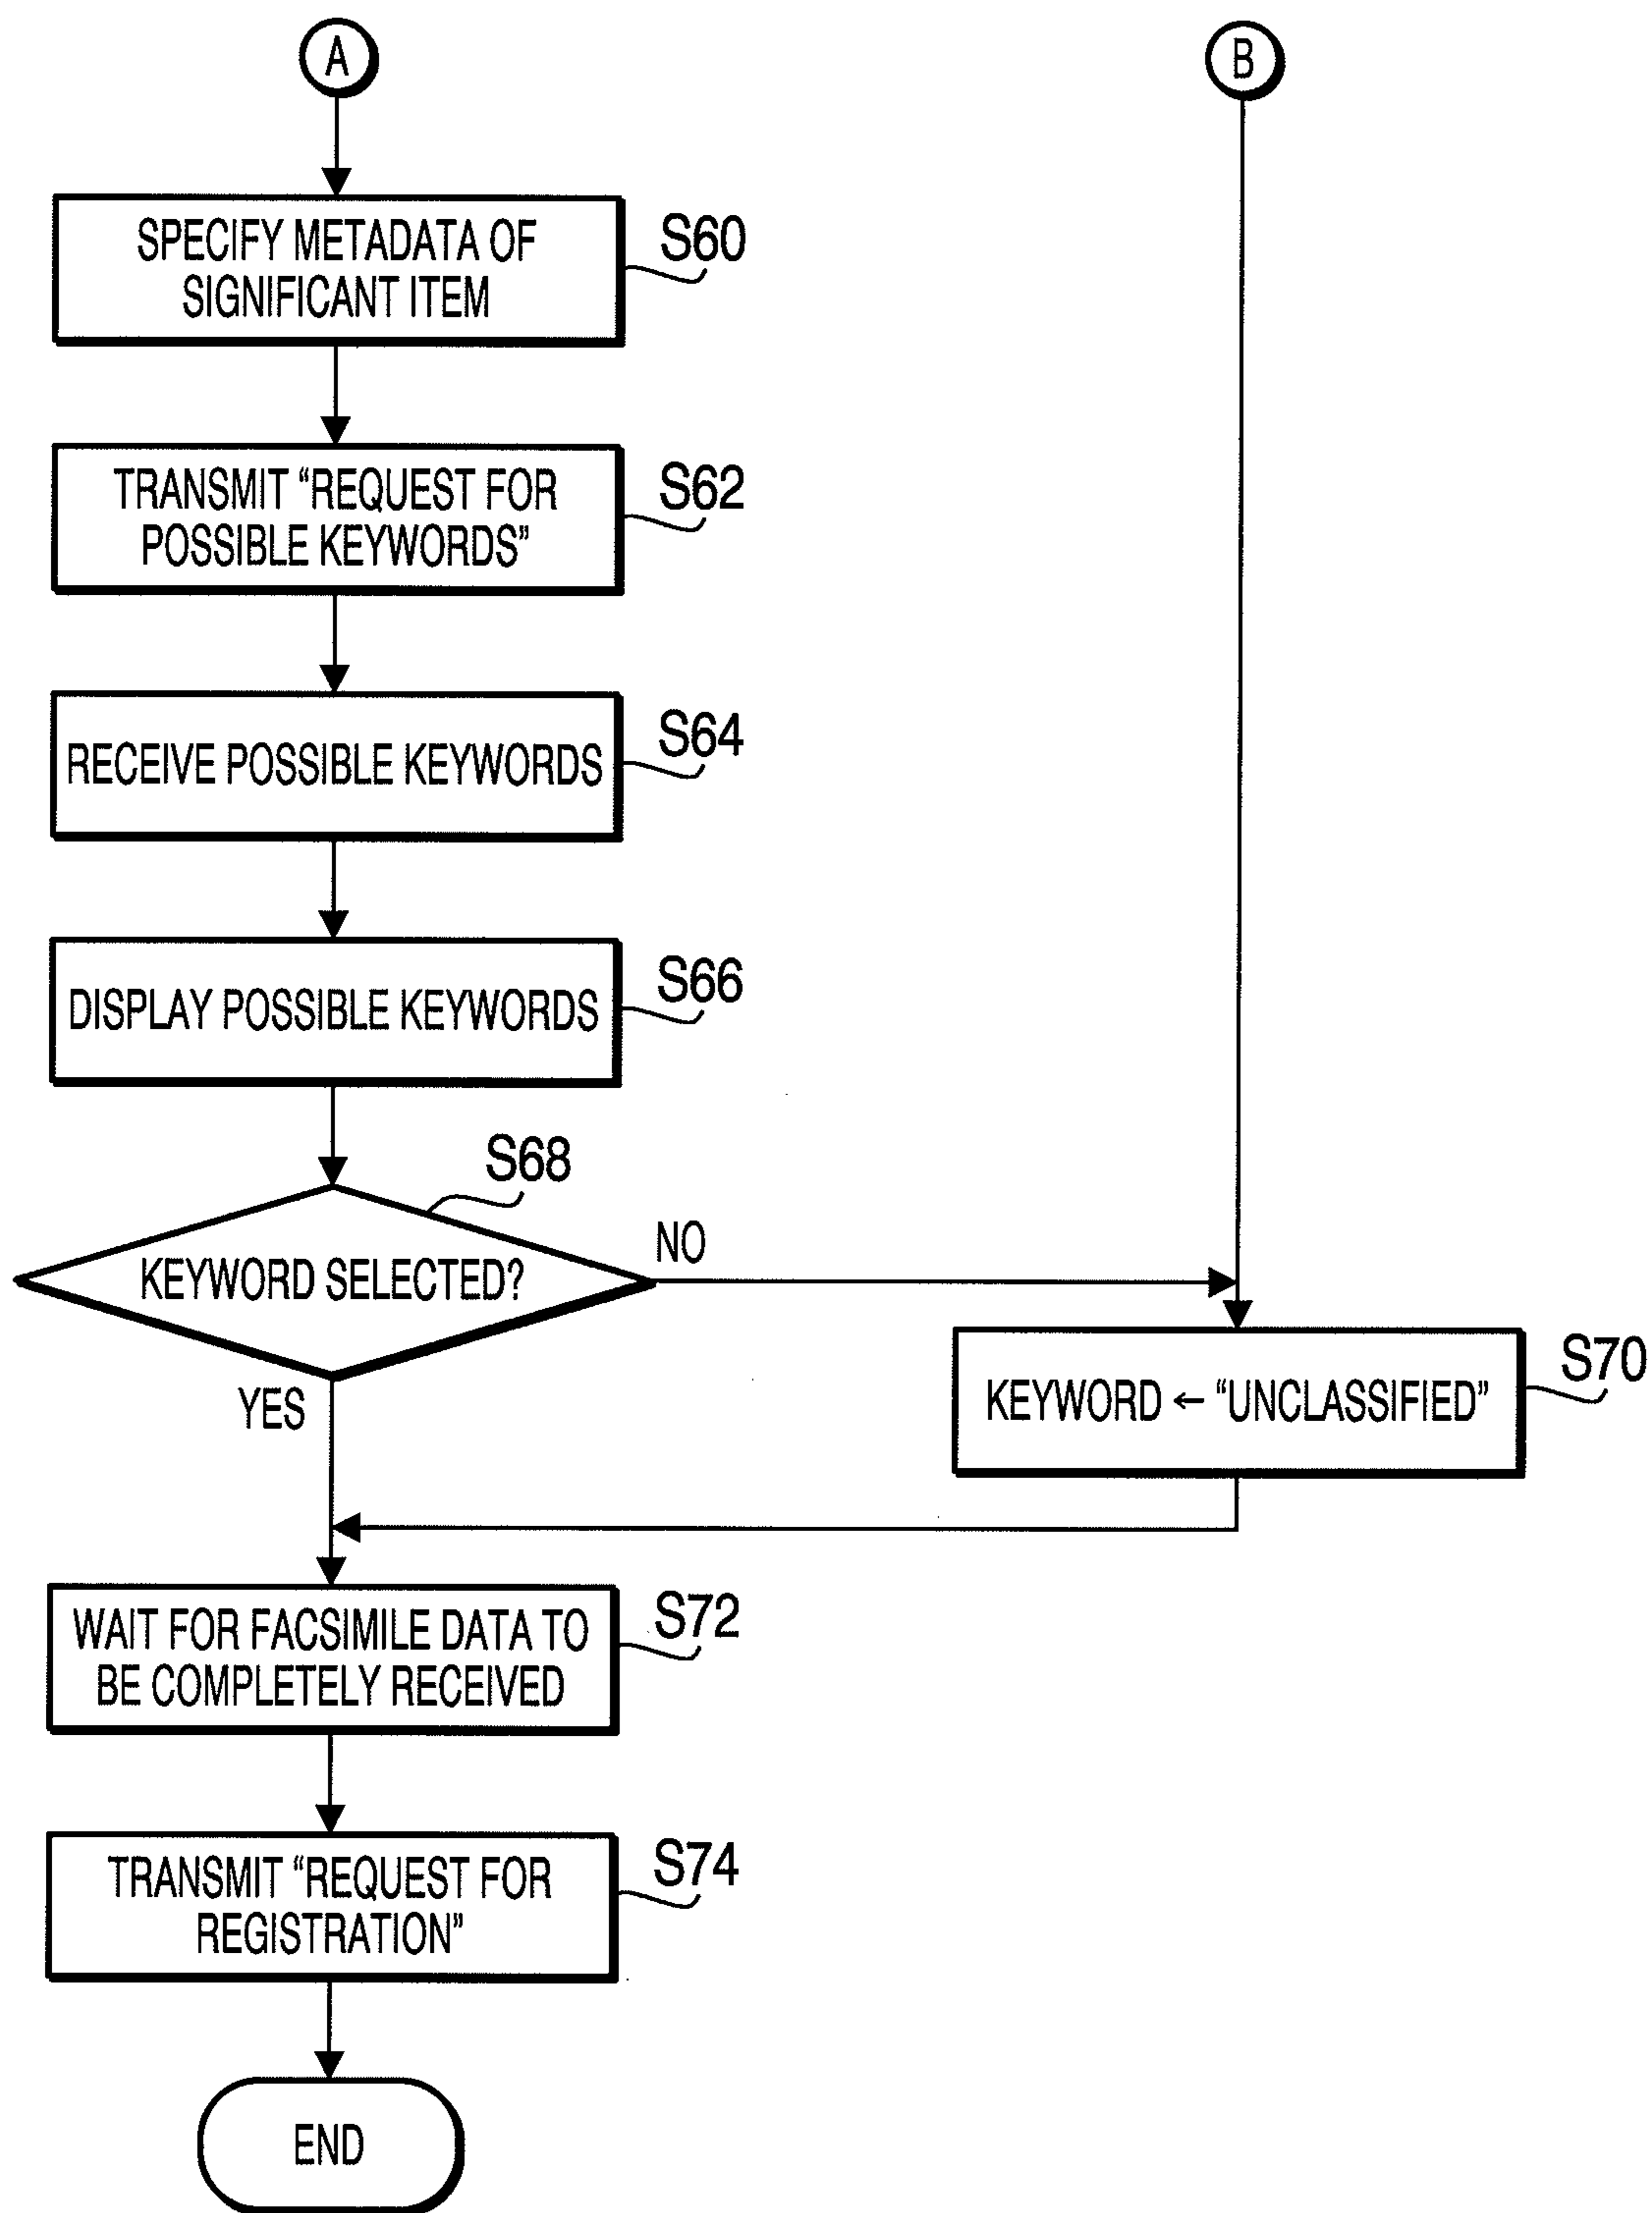 A
B
SPECIFY METADATA OF
SIGNIFICANT ITEM
S60
TRANSMIT “REQUEST FOR
POSSIBLE KEYWORDS”
S62
RECEIVE POSSIBLE KEYWORDS
S64
DISPLAY POSSIBLE KEYWORDS
S66
S68
KEYWORD SELECTED?
NO
YES
KEYWORD ← “UNCLASSIFIED”
S70
WAIT FOR FACSIMILE DATA TO
BE COMPLETELY RECEIVED
S72
TRANSMIT “REQUEST FOR
REGISTRATION”
S74
END